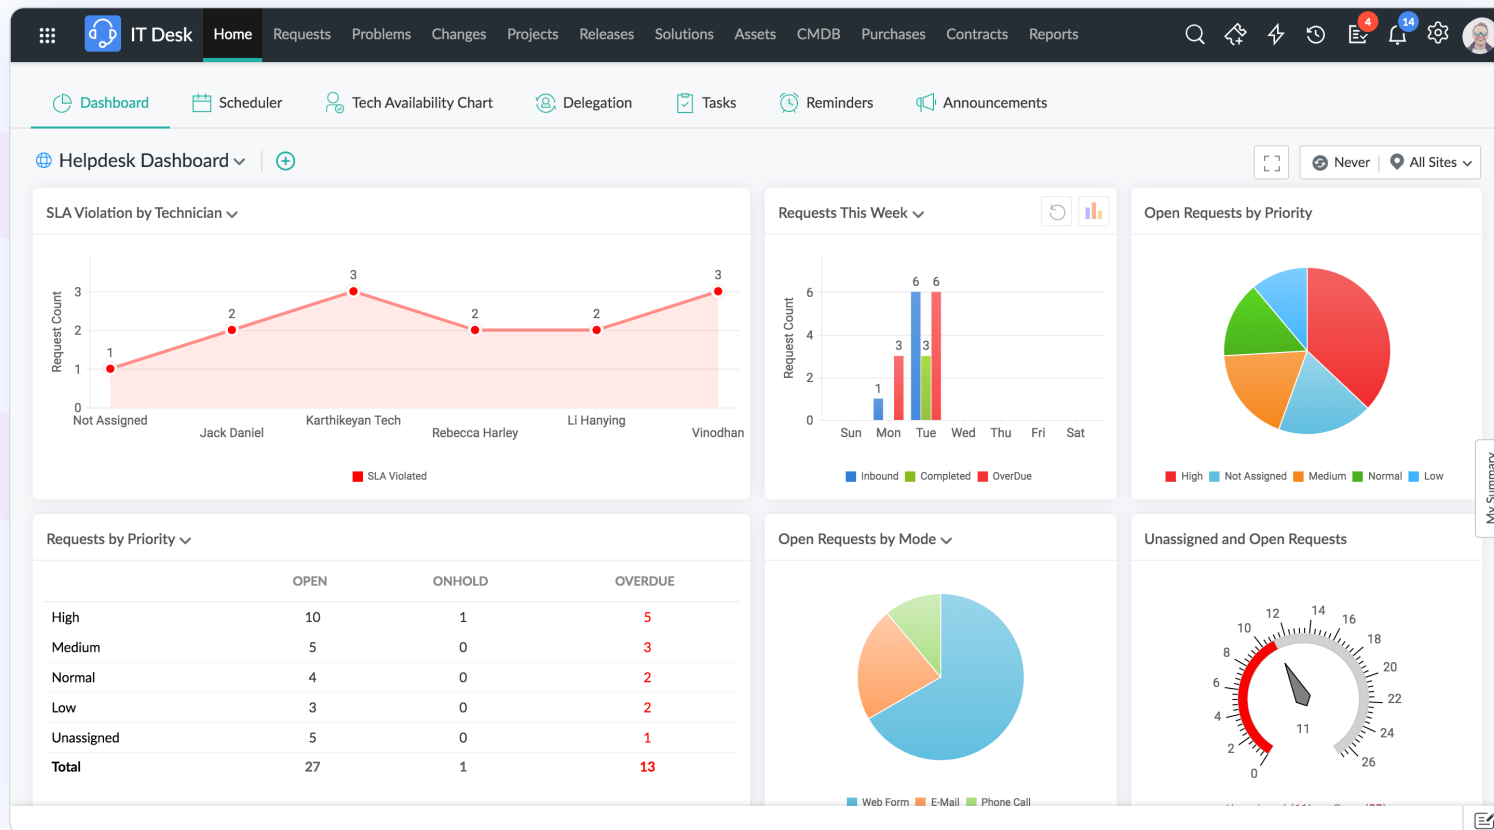 IT Desk Home Requests Problems Changes Projects Releases Solutions Assets CMDB Purchases Contracts Reports 4 14
Dashboard Scheduler Tech Availability Chart Delegation Tasks Reminders Announcements
Helpdesk Dashboard Never All Sites
SLA Violation by Technician
Request Count
3
2
1
0
1 2 3 2 2 3
Not Assigned Jack Daniel Karthikeyan Tech Rebecca Harley Li Hanying Vinodhan
SLA Violated
Requests This Week
Request Count
6
4
2
0
1 3 6 3 6
Sun Mon Tue Wed Thu Fri Sat
Inbound Completed OverDue
Open Requests by Priority
High Not Assigned Medium Normal Low
My Summary
Requests by Priority
OPEN ONHOLD OVERDUE
High 10 1 5
Medium 5 0 3
Normal 4 0 2
Low 3 0 2
Unassigned 5 0 1
Total 27 1 13
Open Requests by Mode
Web Form E-Mail Phone Call
Unassigned and Open Requests
0 2 4 6 8 10 12 14 16 18 20 22 24 26
11